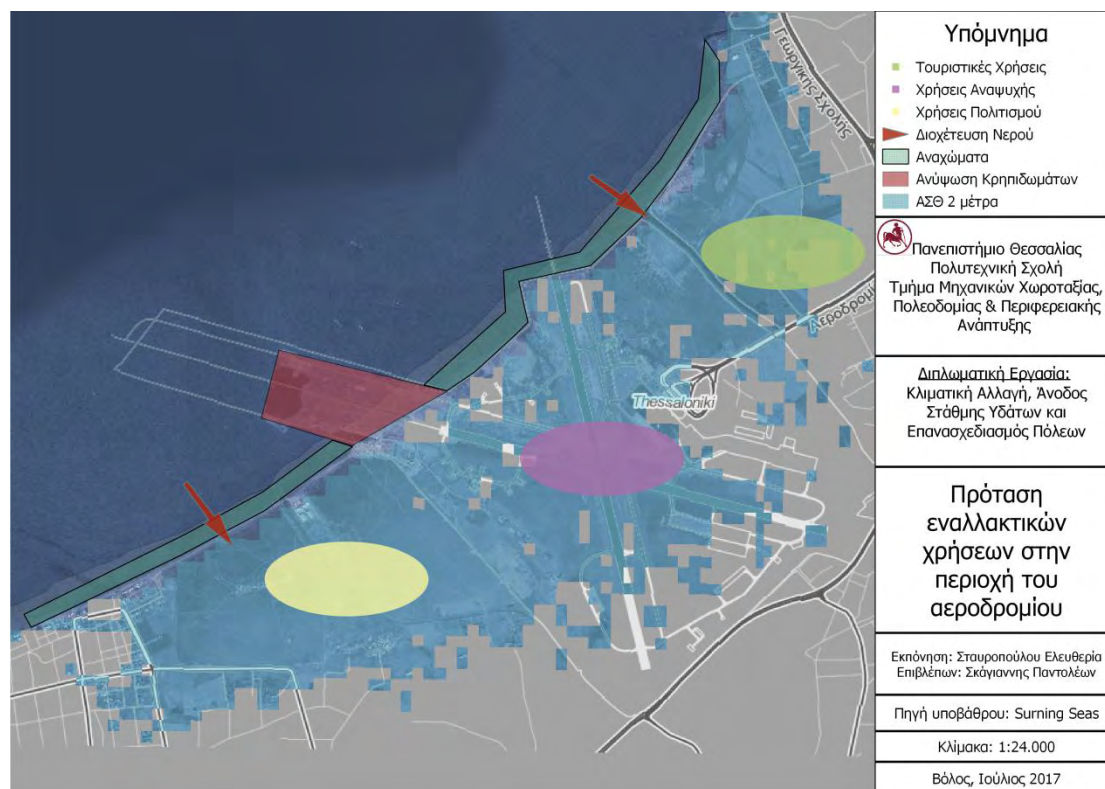 Γεωργικής Σχολής
Αεροδρομί
Thessaloniki
Υπόμνημα
Τουριστικές Χρήσεις
Χρήσεις Αναψυχής
Χρήσεις Πολιτισμού
Διοχέτευση Νερού
Αναχώματα
Ανύψωση Κρηπιδωμάτων
ΑΣΘ 2 μέτρα
Πανεπιστήμιο Θεσσαλίας
Πολυτεχνική Σχολή
Τμήμα Μηχανικών Χωροταξίας,
Πολεοδομίας & Περιφερειακής
Ανάπτυξης
Διπλωματική Εργασία:
Κλιματική Αλλαγή, Άνοδος
Στάθμης Υδάτων και
Επανασχεδιασμός Πόλεων
Πρόταση
εναλλακτικών
χρήσεων στην
περιοχή του
αεροδρομίου
Εκπόνηση: Σταυροπούλου Ελευθερία
Επιβλέπων: Σκάγιαννης Παντολέων
Πηγή υποβάθρου: Surning Seas
Κλίμακα: 1:24.000
Βόλος, Ιούλιος 2017